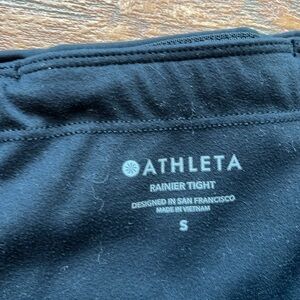 ATHLETA
RAINIER TIGHT
DESIGNED IN SAN FRANCISCO
MADE IN VIETNAM
S